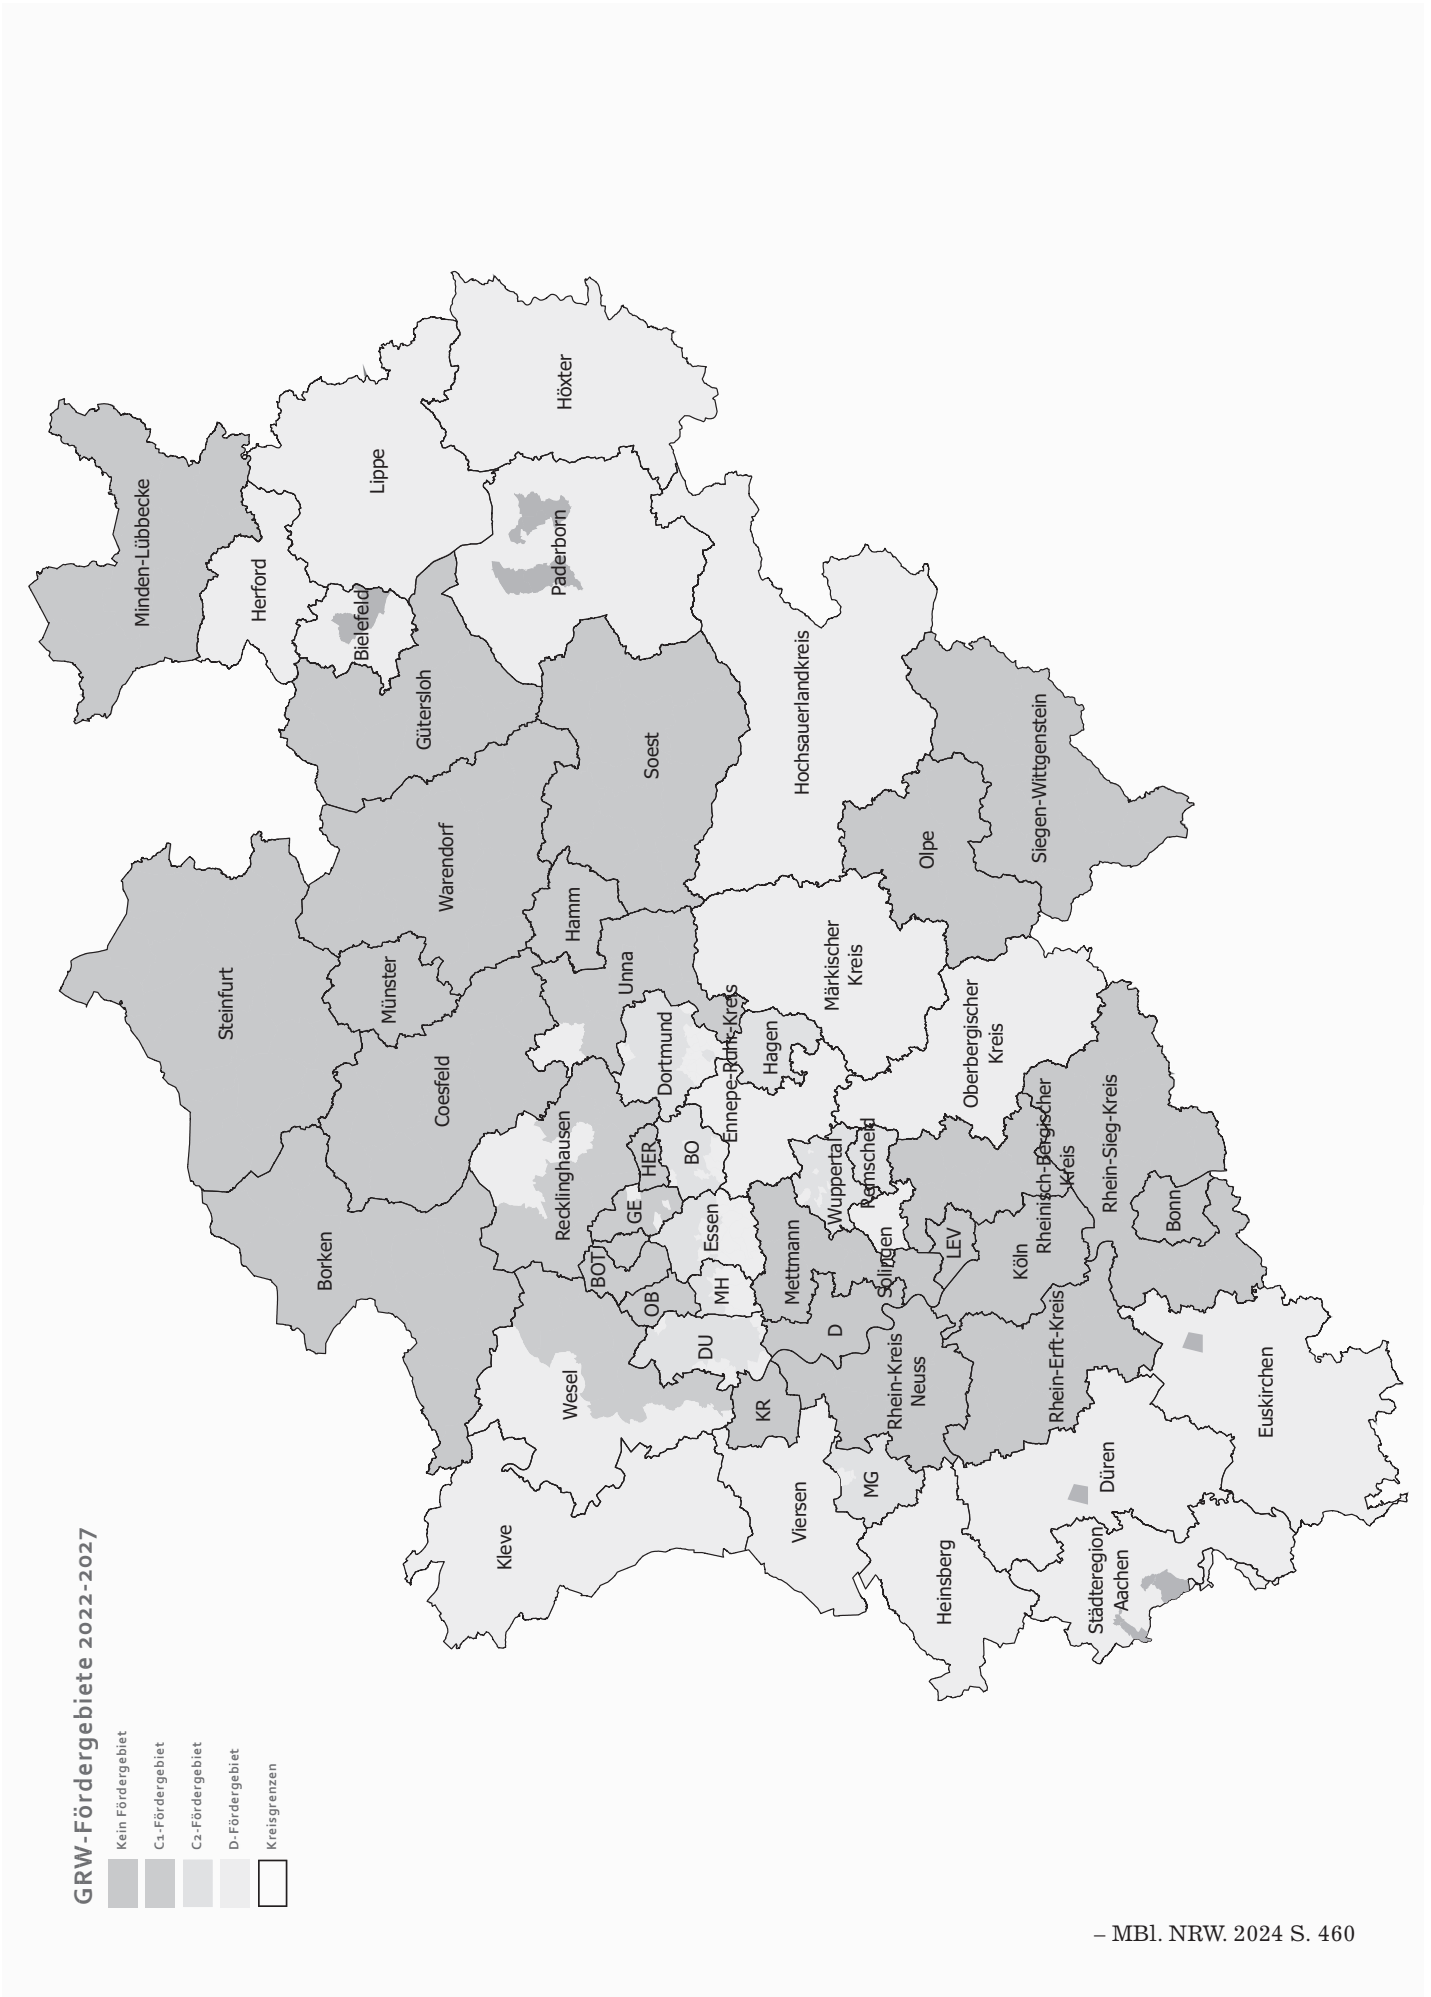 GRW-Fördergebiete 2022-2027
Kein Fördergebiet
C1-Fördergebiet
C2-Fördergebiet
D-Fördergebiet
Kreisgrenzen
Minden-Lübbecke
Herford
Lippe
Bielefeld
Höxter
Paderborn
Gütersloh
Steinfurt
Warendorf
Münster
Soest
Hamm
Coesfeld
Borken
Unna
Hochsauerlandkreis
Recklinghausen
Dortmund
HER
BO
GE
BOT
OB
Essen
MH
DU
Wesel
Kleve
Ennepe-Ruhr-Kreis
Hagen
Märkischer
Kreis
Olpe
Siegen-Wittgenstein
Wuppertal
Remscheid
Solingen
Mettmann
D
KR
Viersen
Rhein-Kreis
Neuss
MG
Heinsberg
Oberbergischer
Kreis
LEV
Köln
Rheinisch-Bergischer
Kreis
Rhein-Sieg-Kreis
Bonn
Rhein-Erft-Kreis
Düren
Städteregion
Aachen
Euskirchen
– MBl. NRW. 2024 S. 460